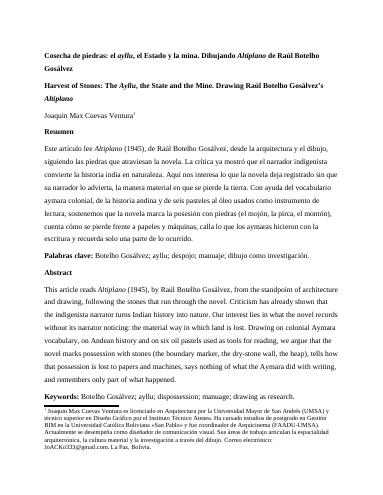 Cosecha de piedras: el ayllu, el Estado y la mina. Dibujando Altiplano de Raúl Botelho
Gosálvez
Harvest of Stones: The Ayllu, the State and the Mine. Drawing Raúl Botelho Gosálvez's
Altiplano
Joaquin Max Cuevas Ventura¹
Resumen
Este artículo lee Altiplano (1945), de Raúl Botelho Gosálvez, desde la arquitectura y el dibujo,
siguiendo las piedras que atraviesan la novela. La crítica ya mostró que el narrador indigenista
convierte la historia india en naturaleza. Aquí nos interesa lo que la novela deja registrado sin que
su narrador lo advierta, la manera material en que se pierde la tierra. Con ayuda del vocabulario
aymara colonial, de la historia andina y de seis pasteles al óleo usados como instrumento de
lectura, sostenemos que la novela marca la posesión con piedras (el mojón, la pirca, el montón),
cuenta cómo se pierde frente a papeles y máquinas, calla lo que los aymaras hicieron con la
escritura y recuerda solo una parte de lo ocurrido.
Palabras clave: Botelho Gosálvez; ayllu; despojo; manuaje; dibujo como investigación.
Abstract
This article reads Altiplano (1945), by Raúl Botelho Gosálvez, from the standpoint of architecture
and drawing, following the stones that run through the novel. Criticism has already shown that
the indigenist narrator turns Indian history into nature. Our interest lies in what the novel records
without its narrator noticing: the material way in which land is lost. Drawing on colonial Aymara
vocabulary, on Andean history and on six oil pastels used as tools for reading, we argue that the
novel marks possession with stones (the boundary marker, the dry-stone wall, the heap), tells how
that possession is lost to papers and machines, says nothing of what the Aymara did with writing,
and remembers only part of what happened.
Keywords: Botelho Gosálvez; ayllu; dispossession; manuaje; drawing as research.
¹ Joaquin Max Cuevas Ventura es licenciado en Arquitectura por la Universidad Mayor de San Andrés (UMSA) y
técnico superior en Diseño Gráfico por el Instituto Técnico Ateneo. Ha cursado estudios de postgrado en Gestión
BIM en la Universidad Católica Boliviana «San Pablo» y fue coordinador de Arquicinema (FAADU-UMSA).
Actualmente se desempeña como diseñador de comunicación visual. Sus áreas de trabajo articulan la espacialidad
arquitectónica, la cultura material y la investigación a través del dibujo. Correo electrónico:
JoACKo333@gmail.com. La Paz, Bolivia.